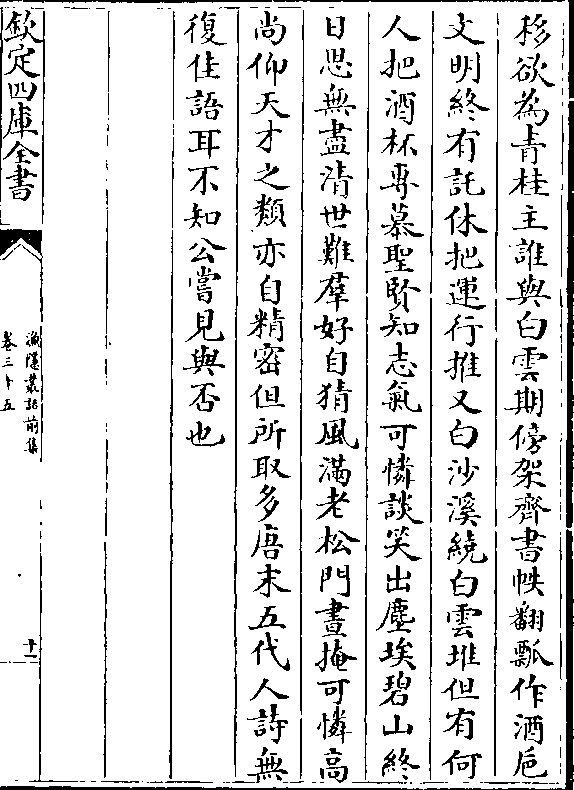 移欲為青桂主誰與白雲期傍架齊書帙翻瓢作酒巵
文明終有託休把運行推又白沙溪繞白雲堆但有何
人把酒杯專慕聖賢知志氣可憐談笑出塵埃碧山終
日思無盡清世難羣好自猜風滿老松門晝掩可憐高
尚仰天才之類亦自精密但所取多唐末五代人詩無
復佳語耳不知公嘗見與否也
欽定四庫全書
漁隱叢話前集
卷三十五
十一